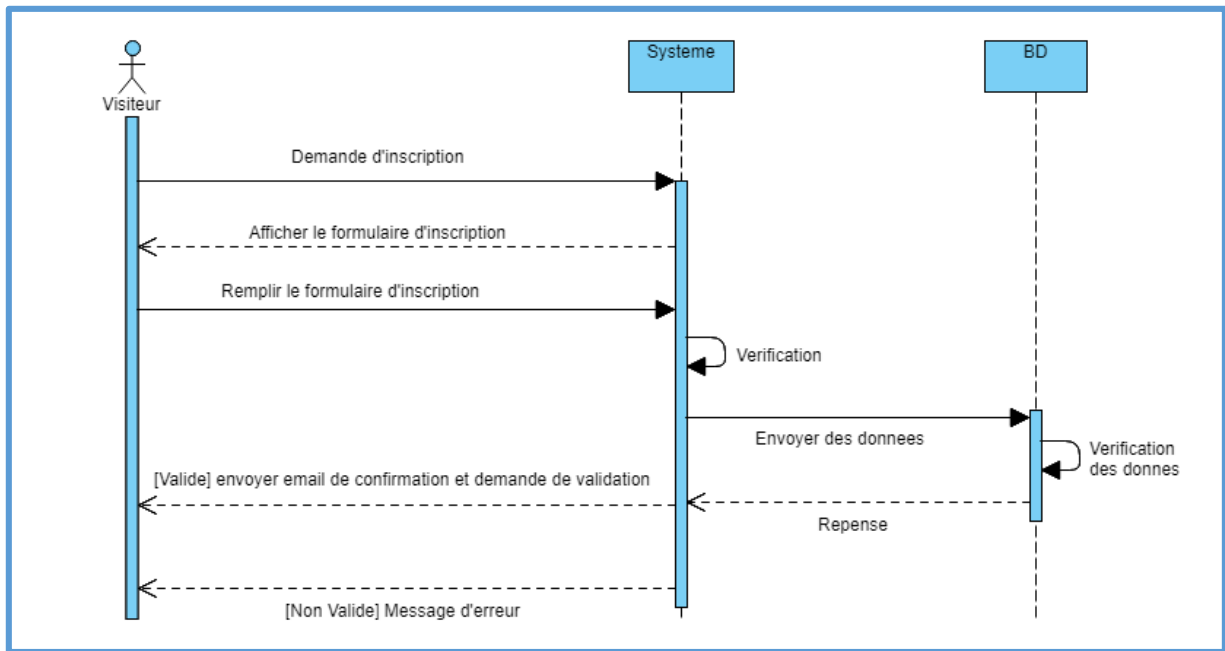 Systeme
BD
Visiteur
Demande d'inscription
Afficher le formulaire d'inscription
Remplir le formulaire d'inscription
Verification
Envoyer des donnees
Verification
des donnes
[Valide] envoyer email de confirmation et demande de validation
Repense
[Non Valide] Message d'erreur